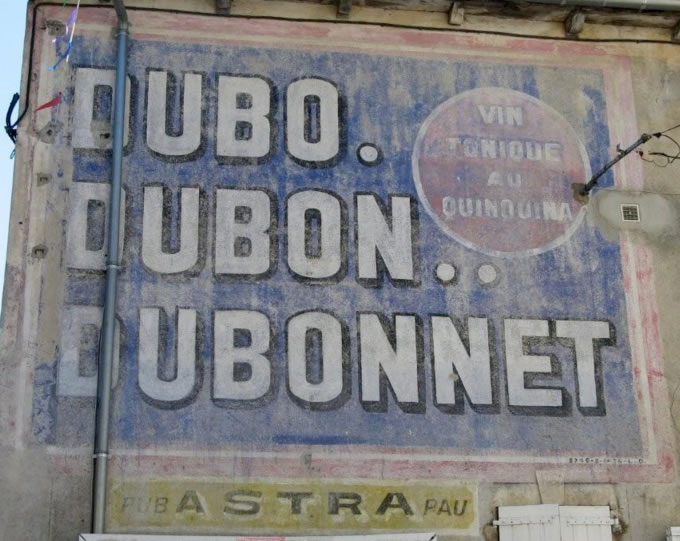 DUBO.
DUBON..
DUBONNET
VIN
TONIQUE
AU
QUINQUINA
PUB ASTRA PAU